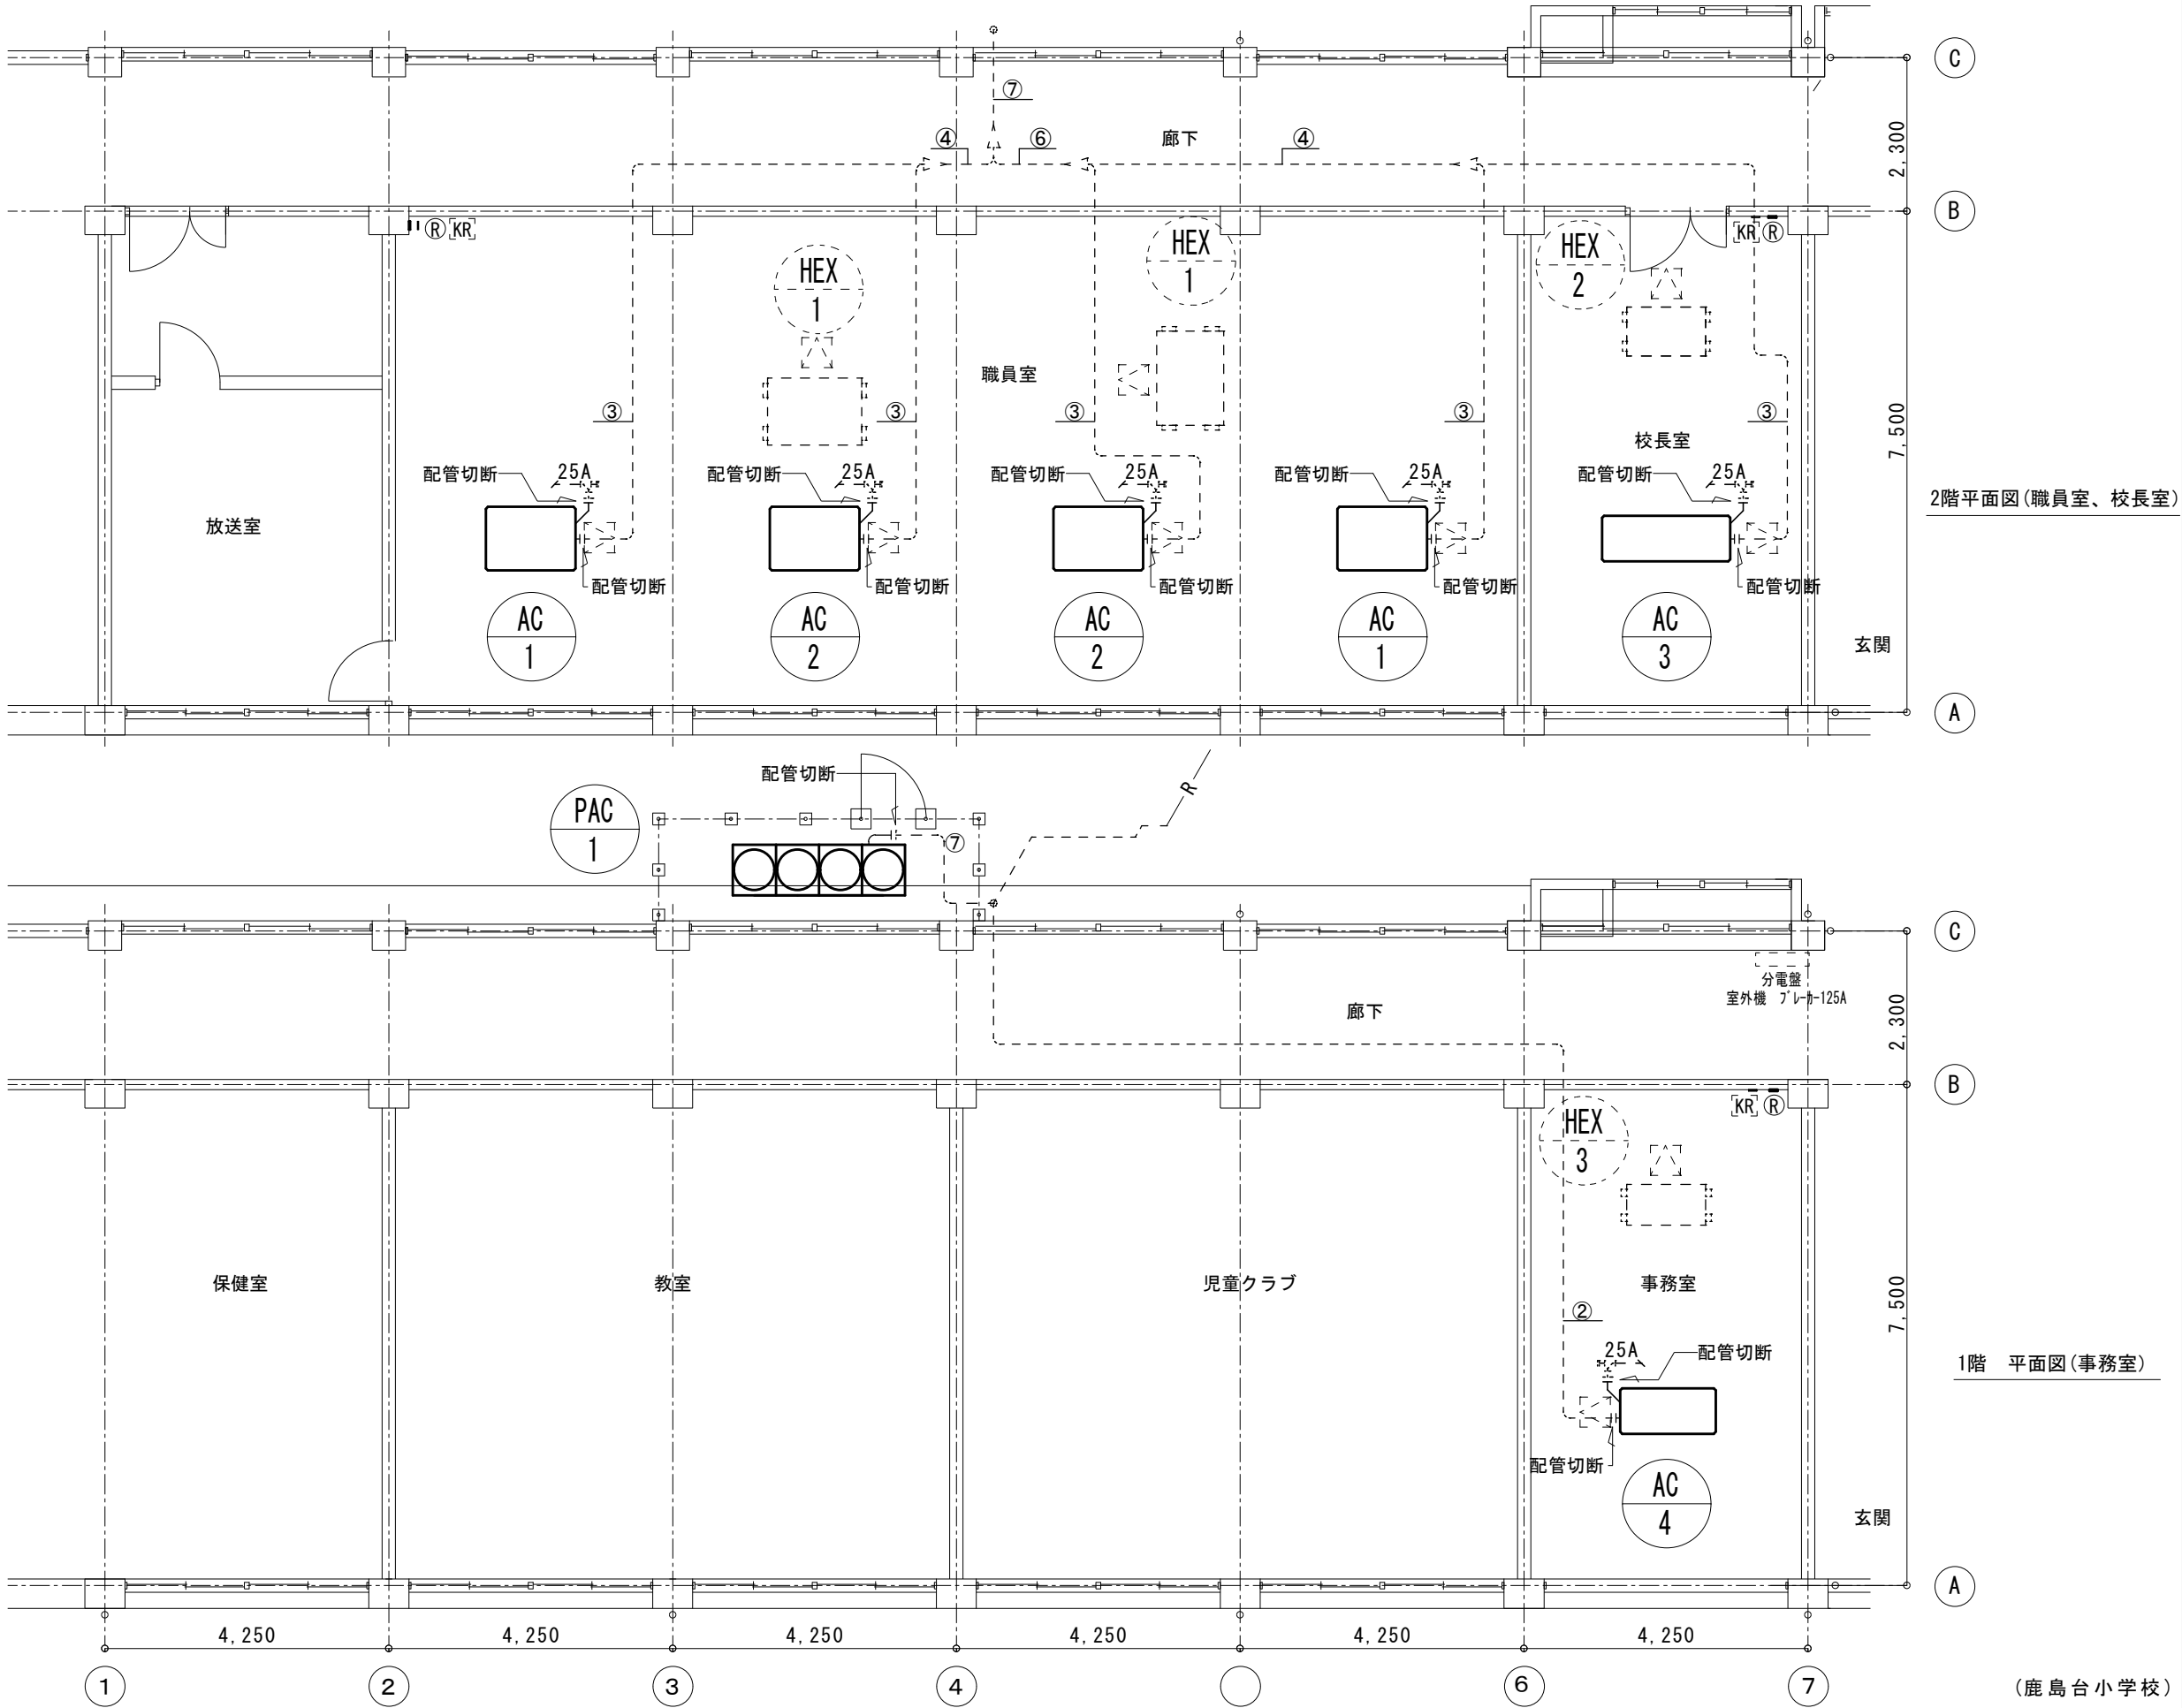 C
⑦
④
⑥
廊下
④
2,300
B
Ⓡ KR
KR Ⓡ
HEX
1
HEX
1
HEX
2
職員室
③
③
③
③
③
校長室
7,500
配管切断
25A
配管切断
25A
配管切断
25A
配管切断
25A
配管切断
25A
2階平面図(職員室、校長室)
放送室
配管切断
配管切断
配管切断
配管切断
配管切断
AC
1
AC
2
AC
2
AC
1
AC
3
玄関
A
配管切断
R
PAC
1
⑦
C
分電盤
室外機 ブレーカー125A
廊下
2,300
B
KR Ⓡ
HEX
3
保健室
教室
児童クラブ
事務室
7,500
②
25A
配管切断
1階 平面図(事務室)
配管切断
AC
4
玄関
A
4,250
4,250
4,250
4,250
4,250
4,250
1
2
3
4
6
7
(鹿島台小学校)